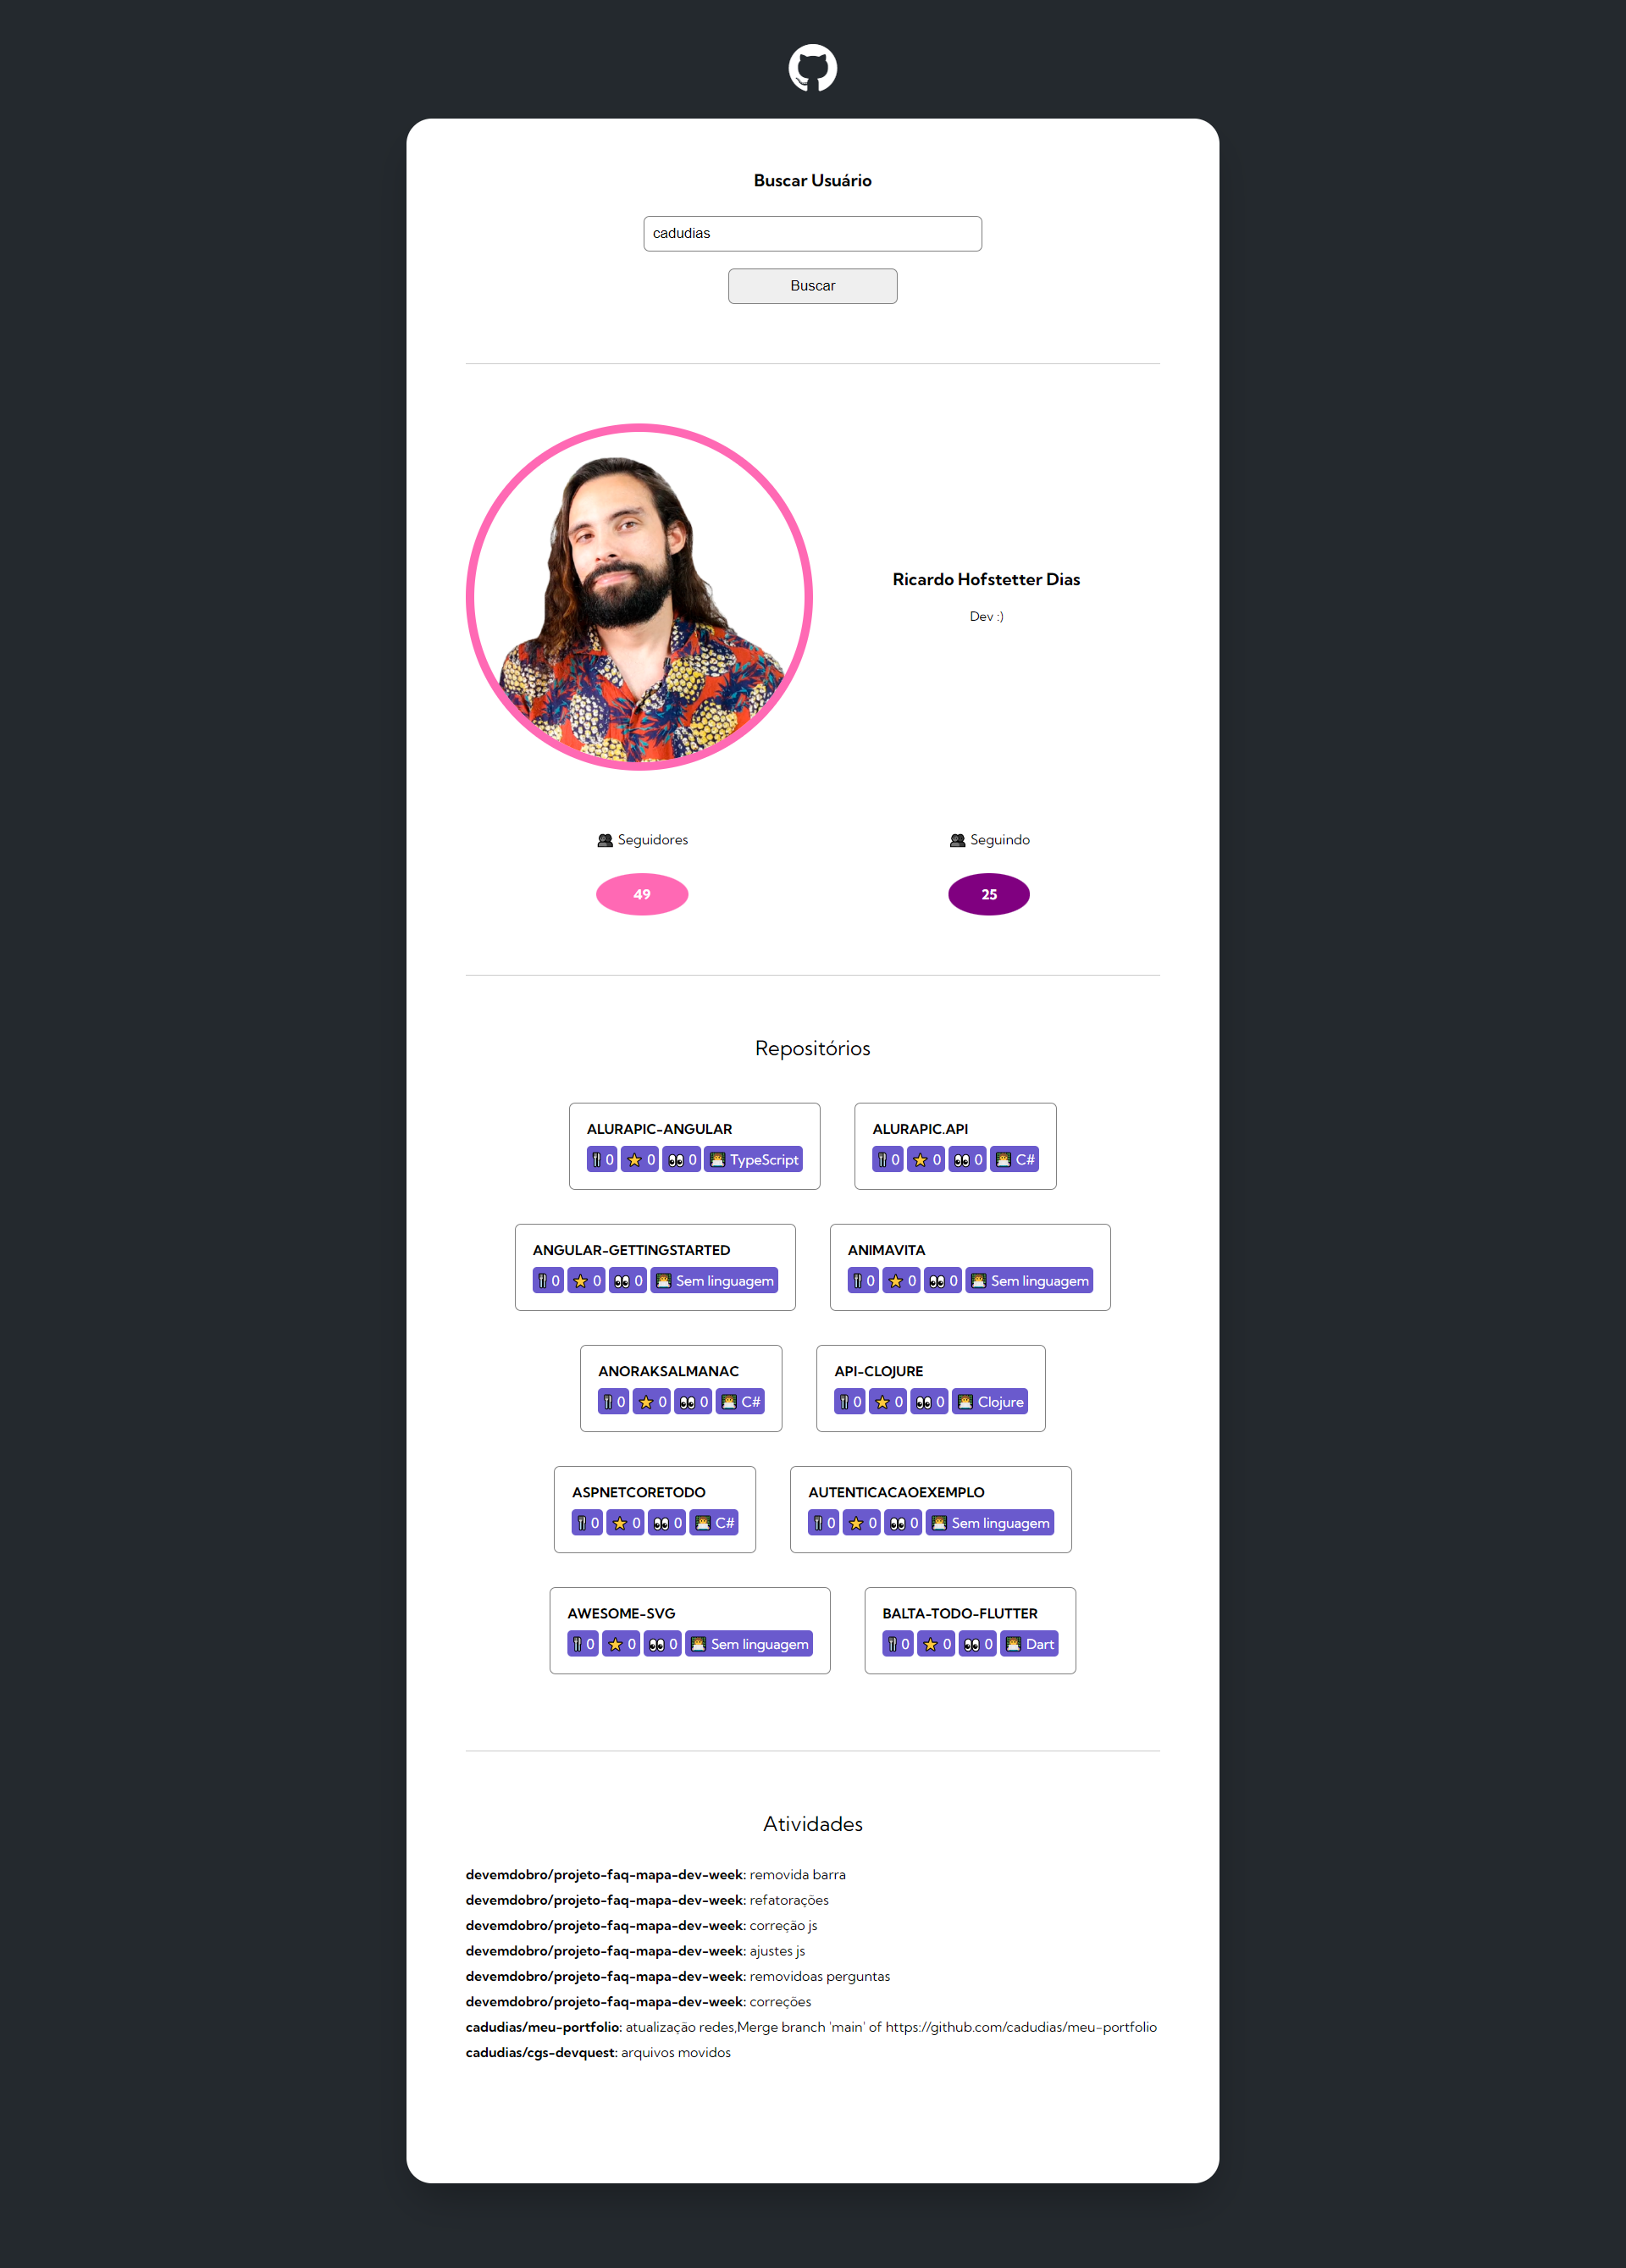 Buscar Usuário
cadudias
Buscar
Ricardo Hofstetter Dias
Dev :)
👥 Seguidores
👥 Seguindo
49
25
Repositórios
ALURAPIC-ANGULAR
🍴 0 ⭐ 0 👀 0 👩‍💻 TypeScript
ALURAPIC.API
🍴 0 ⭐ 0 👀 0 👩‍💻 C#
ANGULAR-GETTINGSTARTED
🍴 0 ⭐ 0 👀 0 👩‍💻 Sem linguagem
ANIMAVITA
🍴 0 ⭐ 0 👀 0 👩‍💻 Sem linguagem
ANORAKSALMANAC
🍴 0 ⭐ 0 👀 0 👩‍💻 C#
API-CLOJURE
🍴 0 ⭐ 0 👀 0 👩‍💻 Clojure
ASPNETCORETODO
🍴 0 ⭐ 0 👀 0 👩‍💻 C#
AUTENTICACAOEXEMPLO
🍴 0 ⭐ 0 👀 0 👩‍💻 Sem linguagem
AWESOME-SVG
🍴 0 ⭐ 0 👀 0 👩‍💻 Sem linguagem
BALTA-TODO-FLUTTER
🍴 0 ⭐ 0 👀 0 👩‍💻 Dart
Atividades
devemdobro/projeto-faq-mapa-dev-week: removida barra
devemdobro/projeto-faq-mapa-dev-week: refatorações
devemdobro/projeto-faq-mapa-dev-week: correção js
devemdobro/projeto-faq-mapa-dev-week: ajustes js
devemdobro/projeto-faq-mapa-dev-week: removidoas perguntas
devemdobro/projeto-faq-mapa-dev-week: correções
cadudias/meu-portfolio: atualização redes,Merge branch 'main' of https://github.com/cadudias/meu-portfolio
cadudias/cgs-devquest: arquivos movidos